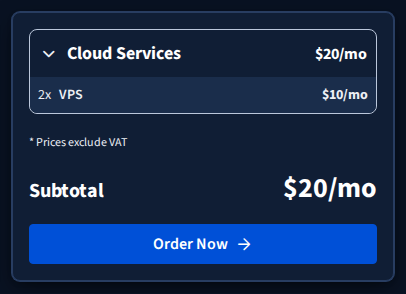 Cloud Services $20/mo
2x VPS $10/mo
* Prices exclude VAT
Subtotal $20/mo
Order Now →